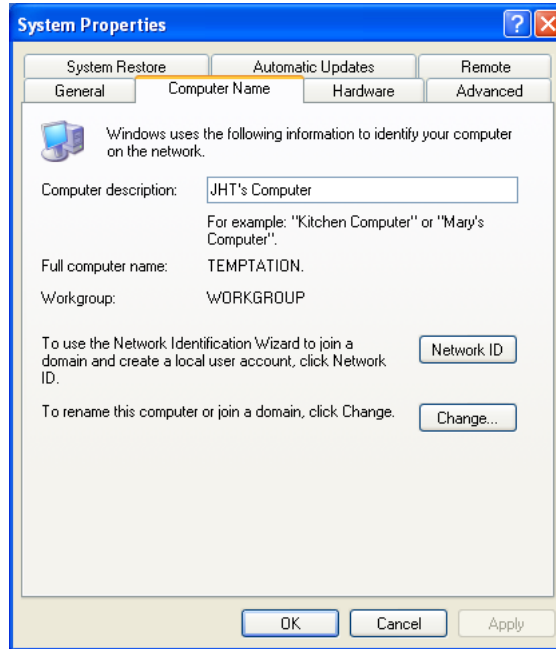 System Properties
System Restore Automatic Updates Remote
General Computer Name Hardware Advanced
Windows uses the following information to identify your computer
on the network.
Computer description: JHT's Computer
For example: "Kitchen Computer" or "Mary's
Computer".
Full computer name: TEMPTATION.
Workgroup: WORKGROUP
To use the Network Identification Wizard to join a
domain and create a local user account, click Network
ID.
Network ID
To rename this computer or join a domain, click Change.
Change...
OK Cancel Apply